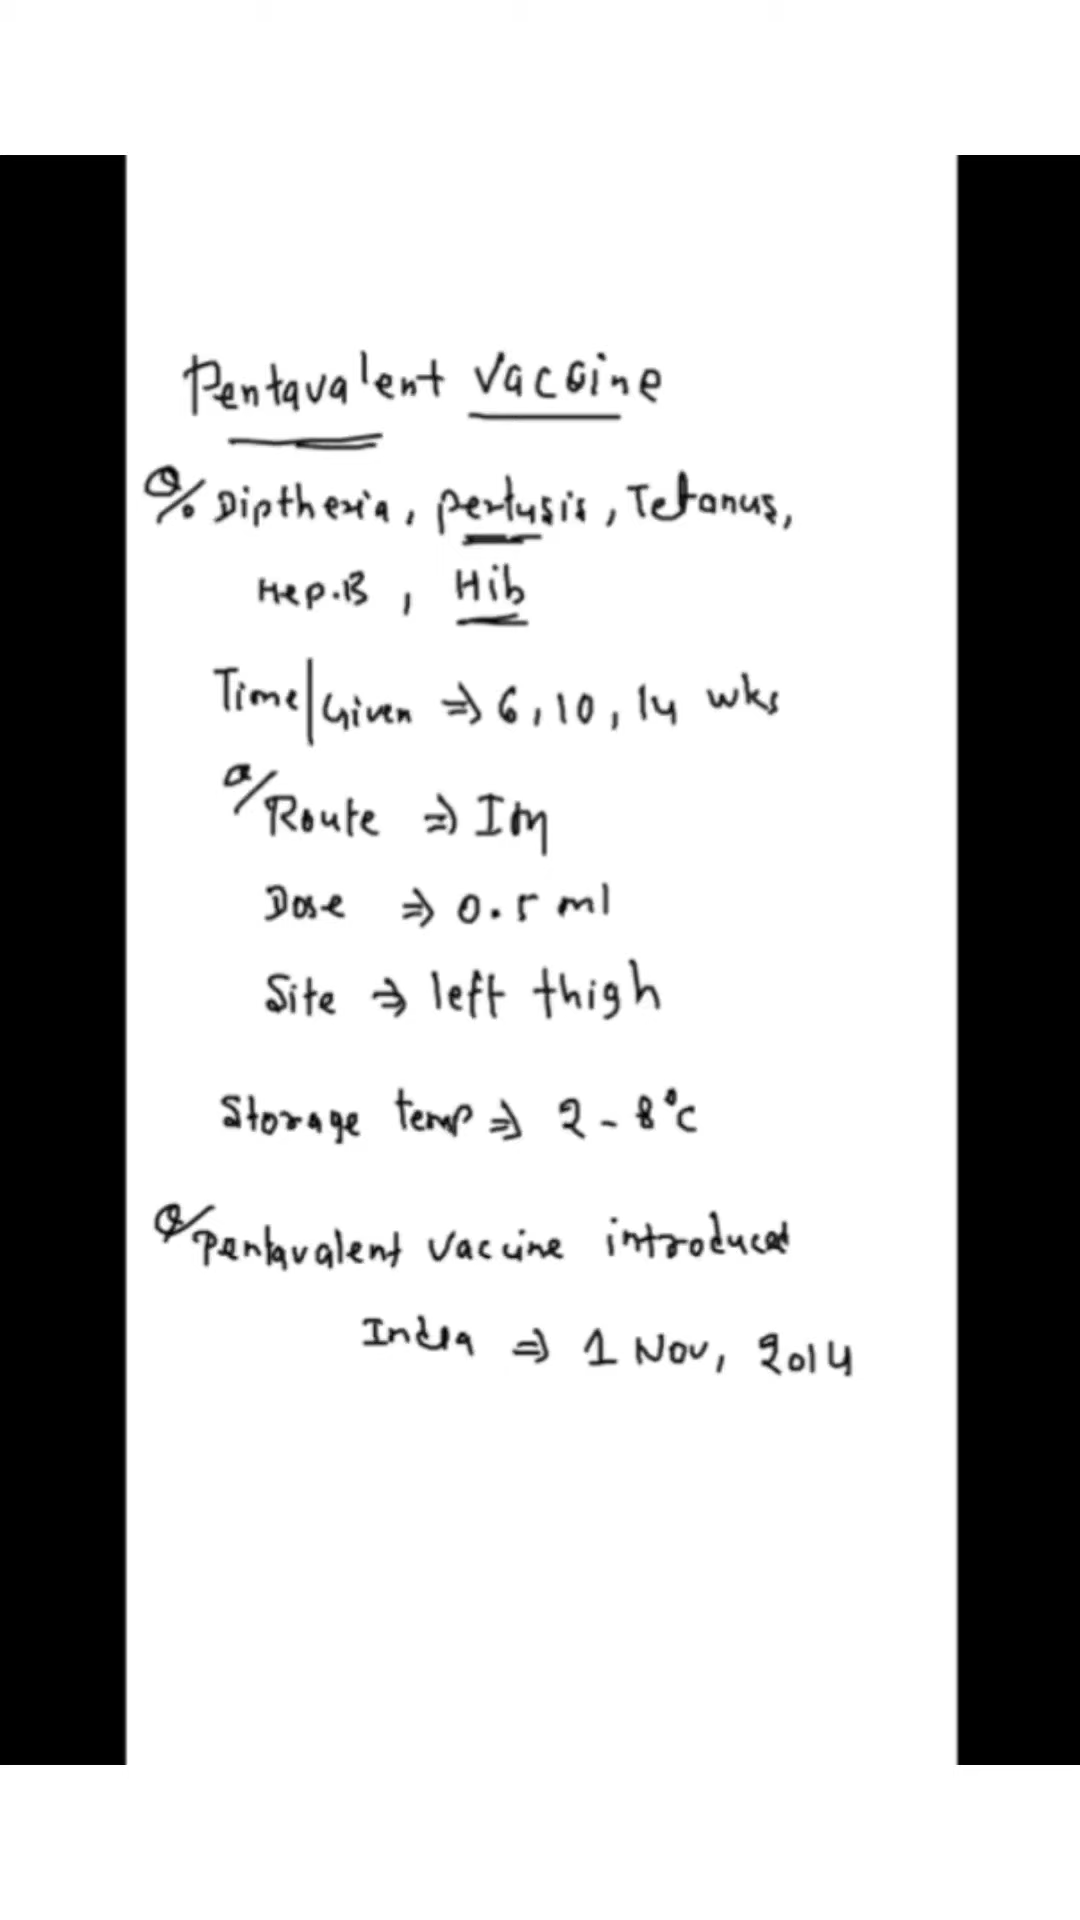 Pentavalent Vaccine
Q/. Diptheria, pertusis, Tetanus,
Hep.B, Hib
Time|Given ⇒ 6, 10, 14 wks
Q/Route ⇒ IM
Dose ⇒ 0.5 ml
Site ⇒ left thigh
Storage temp ⇒ 2 - 8°c
Q/Pentavalent vaccine introduced
India ⇒ 1 Nov, 2014